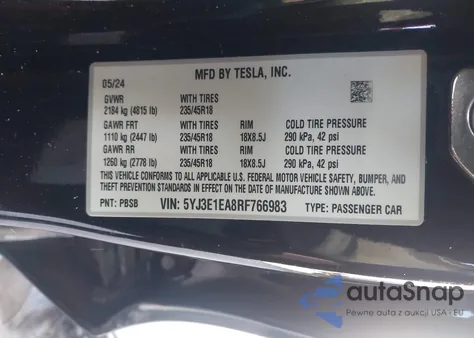 MFD BY TESLA, INC.
05/24
GVWR WITH TIRES
2184 kg (4815 lb) 235/45R18
GAWR FRT WITH TIRES RIM COLD TIRE PRESSURE
1110 kg (2447 lb) 235/45R18 18X8.5J 290 kPa, 42 psi
GAWR RR WITH TIRES RIM COLD TIRE PRESSURE
1260 kg (2778 lb) 235/45R18 18X8.5J 290 kPa, 42 psi
THIS VEHICLE CONFORMS TO ALL APPLICABLE FEDERAL MOTOR VEHICLE SAFETY, BUMPER, AND
THEFT PREVENTION STANDARDS IN EFFECT ON THE DATE OF MANUFACTURE SHOWN ABOVE.
PNT: PBSB VIN: 5YJ3E1EA8RF766983 TYPE: PASSENGER CAR
autoSnap
Pewne auta z aukcji USA - EU